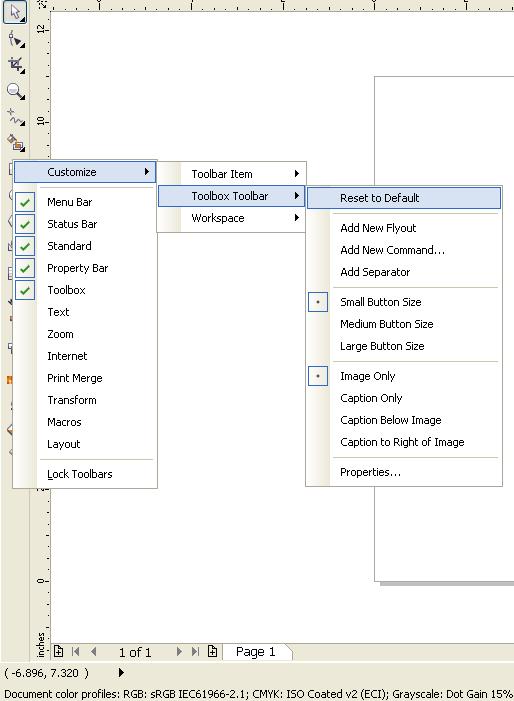 12
10
Customize
Menu Bar
Status Bar
Standard
Property Bar
Toolbox
Text
Zoom
Internet
Print Merge
Transform
Macros
Layout
Lock Toolbars
Toolbar Item
Toolbox Toolbar
Workspace
Reset to Default
Add New Flyout
Add New Command...
Add Separator
Small Button Size
Medium Button Size
Large Button Size
Image Only
Caption Only
Caption Below Image
Caption to Right of Image
Properties...
0
inches
1 of 1
Page 1
( -6.896, 7.320 )
Document color profiles: RGB: sRGB IEC61966-2.1; CMYK: ISO Coated v2 (ECI); Grayscale: Dot Gain 15%